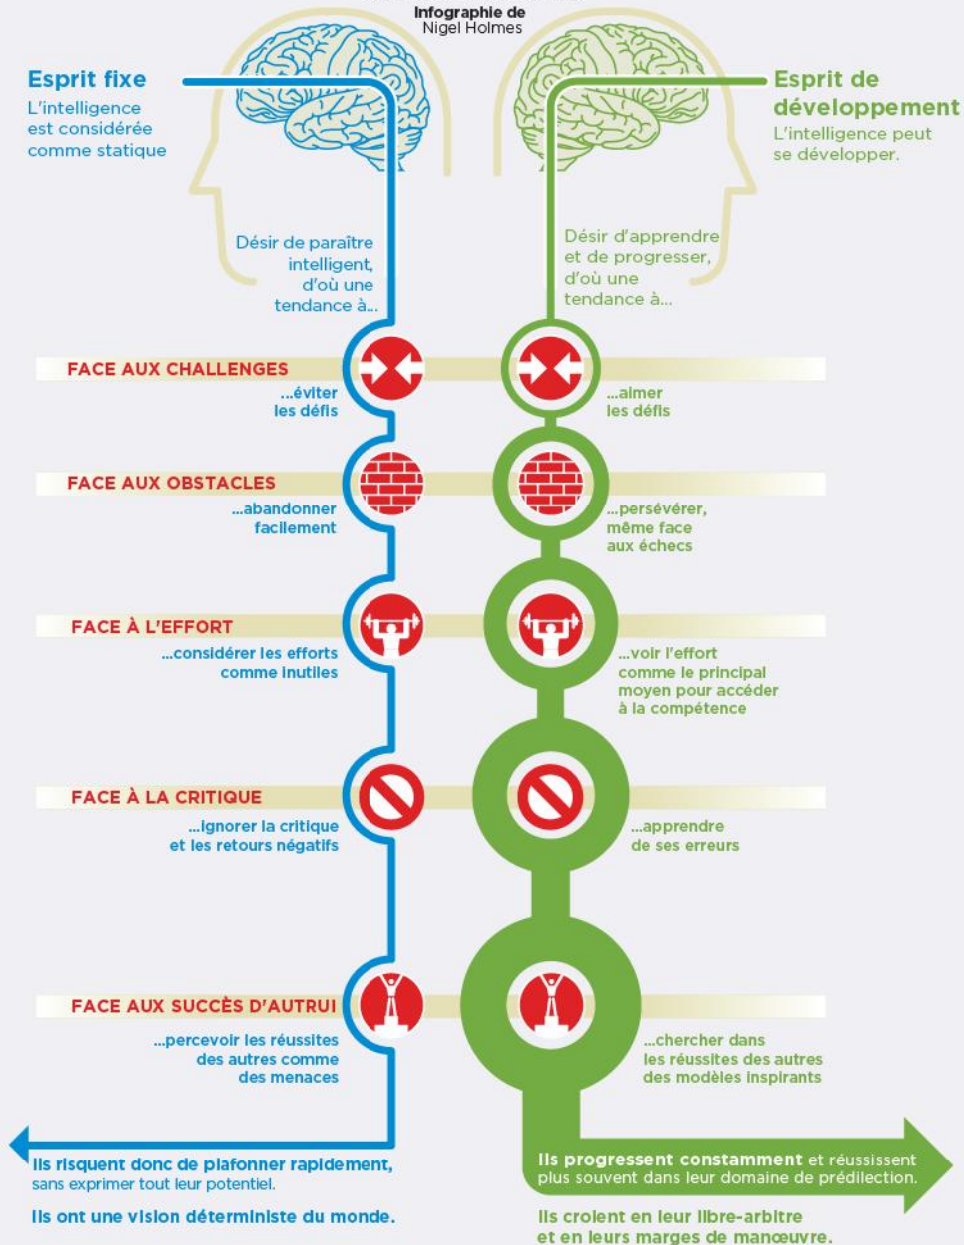 Infographie de
Nigel Holmes
Esprit fixe
L'intelligence
est considérée
comme statique
Esprit de
développement
L'intelligence peut
se développer.
Désir de paraître
intelligent,
d'où une
tendance à...
Désir d'apprendre
et de progresser,
d'où une
tendance à...
FACE AUX CHALLENGES
...éviter
les défis
...aimer
les défis
FACE AUX OBSTACLES
...abandonner
facilement
...persévérer,
même face
aux échecs
FACE À L'EFFORT
...considérer les efforts
comme inutiles
...voir l'effort
comme le principal
moyen pour accéder
à la compétence
FACE À LA CRITIQUE
...ignorer la critique
et les retours négatifs
...apprendre
de ses erreurs
FACE AUX SUCCÈS D'AUTRUI
...percevoir les réussites
des autres comme
des menaces
...chercher dans
les réussites des autres
des modèles inspirants
Ils risquent donc de plafonner rapidement,
sans exprimer tout leur potentiel.
Ils ont une vision déterministe du monde.
Ils progressent constamment et réussissent
plus souvent dans leur domaine de prédilection.
Ils croient en leur libre-arbitre
et en leurs marges de manœuvre.